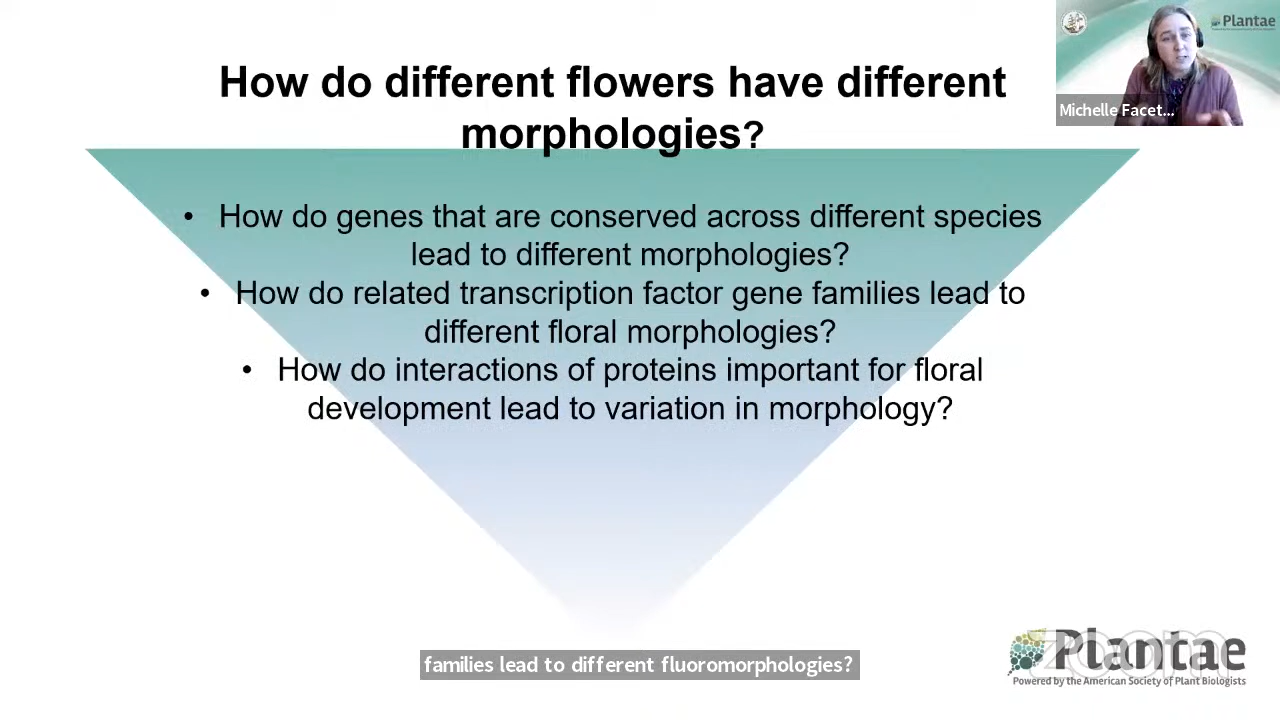 Plantae
Michelle Facet...
How do different flowers have different
morphologies?
• How do genes that are conserved across different species
lead to different morphologies?
• How do related transcription factor gene families lead to
different floral morphologies?
• How do interactions of proteins important for floral
development lead to variation in morphology?
families lead to different fluoromorphologies?
Plantae
zoom
Powered by the American Society of Plant Biologists